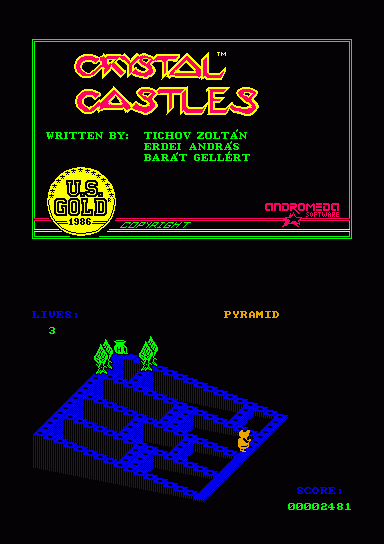 CRYSTAL™
CASTLES
WRITTEN BY: TICHOV ZOLTÁN
ERDEI ANDRÁS
BARÁT GELLÉRT
U.S.
GOLD
1986
COPYRIGHT
ANDROMEDA
SOFTWARE
LIVES: PYRAMID
3
SCORE:
00002481